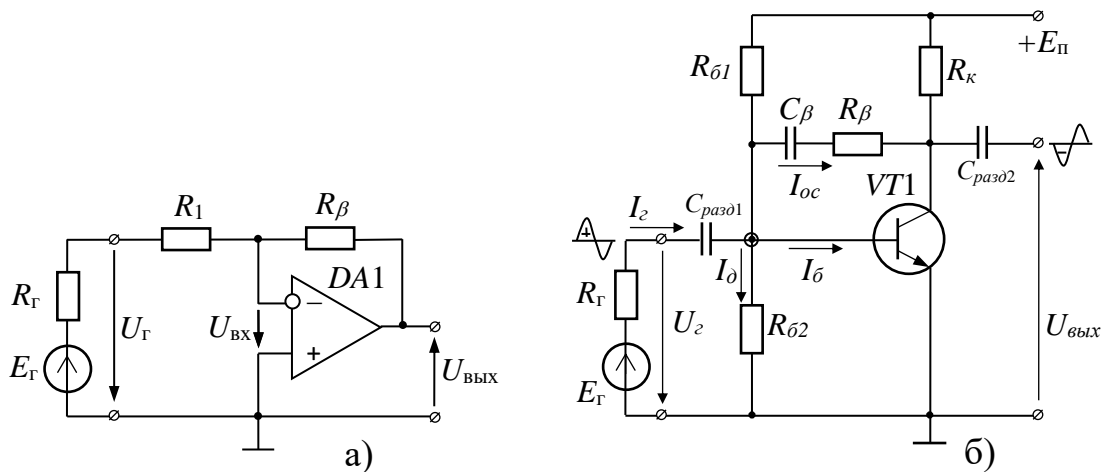 R1
Rβ
DA1
Rг
Eг
Uг
Uвх
−
+
Uвых
а)
+Eп
Rб1
Rк
Cβ
Rβ
Iос
VT1
Cразд2
−
Iг
Cразд1
+
Iд
Iб
Rг
Uг
Rб2
Eг
Uвых
б)